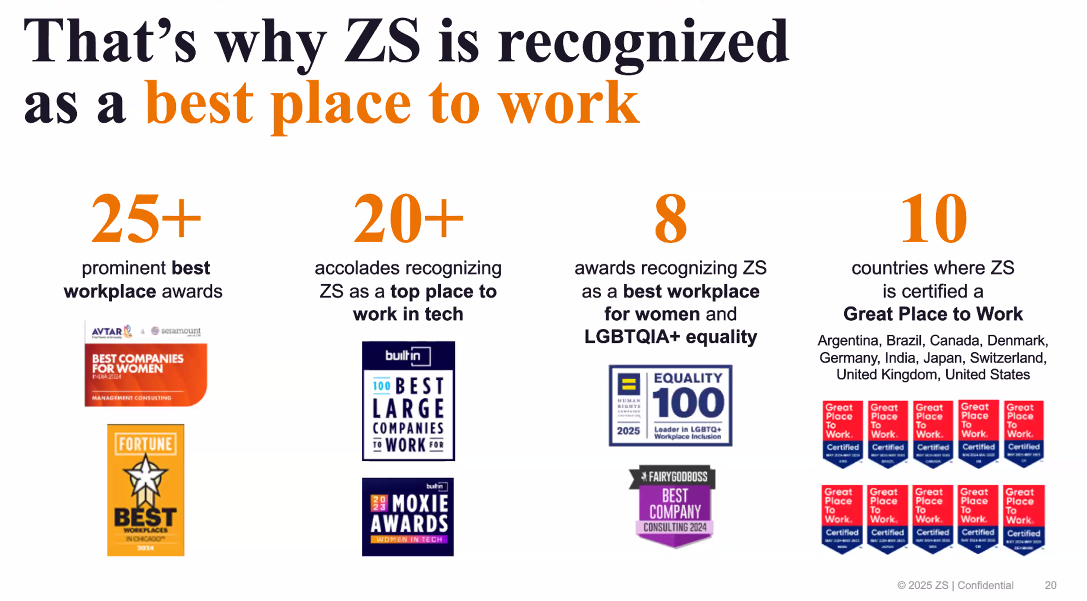 That's why ZS is recognized
as a best place to work
25+
prominent best
workplace awards
AVTAR
&
seramount
BEST COMPANIES
FOR WOMEN
INDIA 2024
MANAGEMENT CONSULTING
FORTUNE
BEST
WORKPLACES
IN CHICAGO™
2024
20+
accolades recognizing
ZS as a top place to
work in tech
builtin
100 BEST
LARGE
COMPANIES
TO WORK FOR
builtin
2023 MOXIE
AWARDS
WOMEN IN TECH
8
awards recognizing ZS
as a best workplace
for women and
LGBTQIA+ equality
HUMAN
RIGHTS
CAMPAIGN
2025
EQUALITY
100
Leader in LGBTQ+
Workplace Inclusion
FAIRYGODBOSS
BEST
COMPANY
CONSULTING 2024
10
countries where ZS
is certified a
Great Place to Work
Argentina, Brazil, Canada, Denmark,
Germany, India, Japan, Switzerland,
United Kingdom, United States
Great Place To Work. Certified
Great Place To Work. Certified
Great Place To Work. Certified
Great Place To Work. Certified
Great Place To Work. Certified
Great Place To Work. Certified
Great Place To Work. Certified
Great Place To Work. Certified
Great Place To Work. Certified
Great Place To Work. Certified
© 2025 ZS | Confidential
20